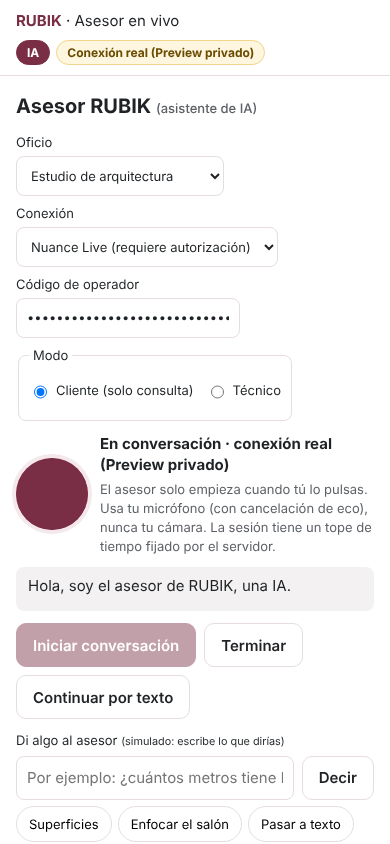 RUBIK · Asesor en vivo
IA
Conexión real (Preview privado)
Asesor RUBIK (asistente de IA)
Oficio
Estudio de arquitectura
Conexión
Nuance Live (requiere autorización)
Código de operador
••••••••••••••••••••••••••••
Modo
Cliente (solo consulta)
Técnico
En conversación · conexión real
(Preview privado)
El asesor solo empieza cuando tú lo pulsas.
Usa tu micrófono (con cancelación de eco),
nunca tu cámara. La sesión tiene un tope de
tiempo fijado por el servidor.
Hola, soy el asesor de RUBIK, una IA.
Iniciar conversación
Terminar
Continuar por texto
Di algo al asesor (simulado: escribe lo que dirías)
Por ejemplo: ¿cuántos metros tiene
Decir
Superficies
Enfocar el salón
Pasar a texto